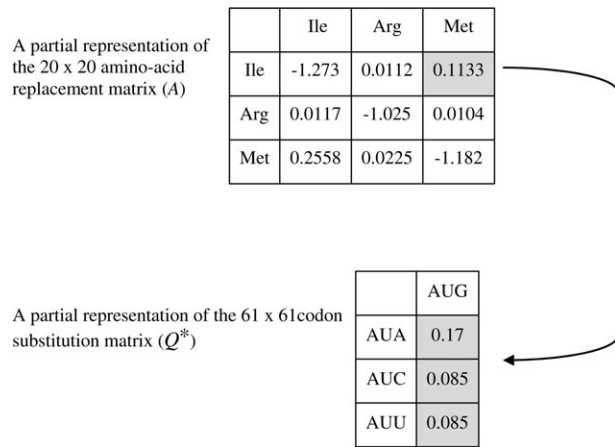 Ile Arg Met
A partial representation of
the 20 x 20 amino-acid
replacement matrix (A)
Ile -1.273 0.0112 0.1133
Arg 0.0117 -1.025 0.0104
Met 0.2558 0.0225 -1.182
AUG
A partial representation of the 61 x 61codon
substitution matrix (Q*)
AUA 0.17
AUC 0.085
AUU 0.085